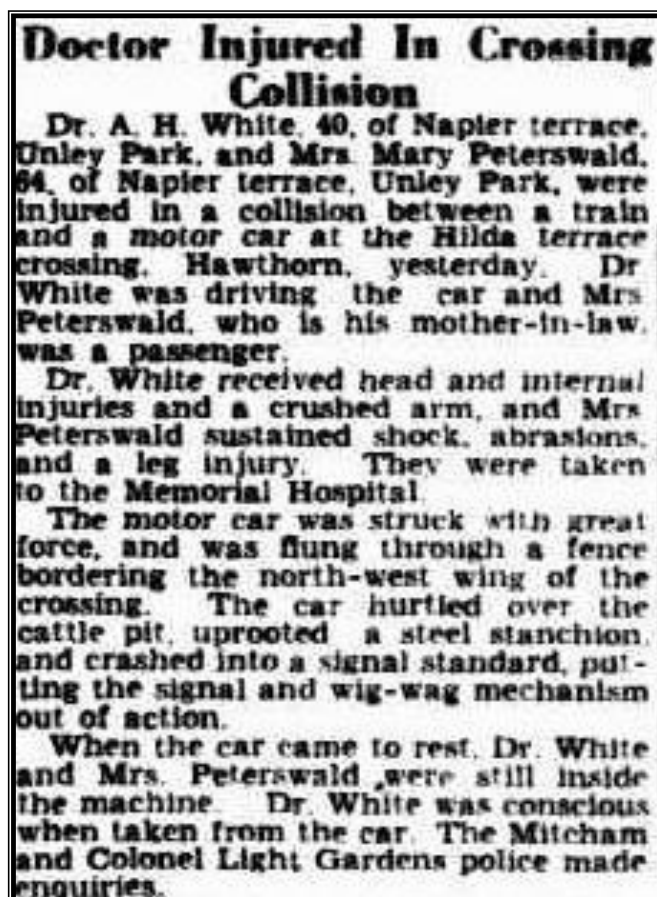 Doctor Injured In Crossing
Collision
Dr. A. H. White, 40, of Napier terrace,
Unley Park, and Mrs. Mary Peterswald,
64, of Napier terrace, Unley Park, were
injured in a collision between a train
and a motor car at the Hilda terrace
crossing, Hawthorn, yesterday. Dr
White was driving the car and Mrs
Peterswald, who is his mother-in-law,
was a passenger.
Dr. White received head and internal
injuries and a crushed arm, and Mrs
Peterswald sustained shock, abrasions,
and a leg injury. They were taken
to the Memorial Hospital.
The motor car was struck with great
force, and was flung through a fence
bordering the north-west wing of the
crossing. The car hurtled over the
cattle pit, uprooted a steel stanchion,
and crashed into a signal standard, put-
ting the signal and wig-wag mechanism
out of action.
When the car came to rest, Dr. White
and Mrs. Peterswald were still inside
the machine. Dr. White was conscious
when taken from the car. The Mitcham
and Colonel Light Gardens police made
enquiries.